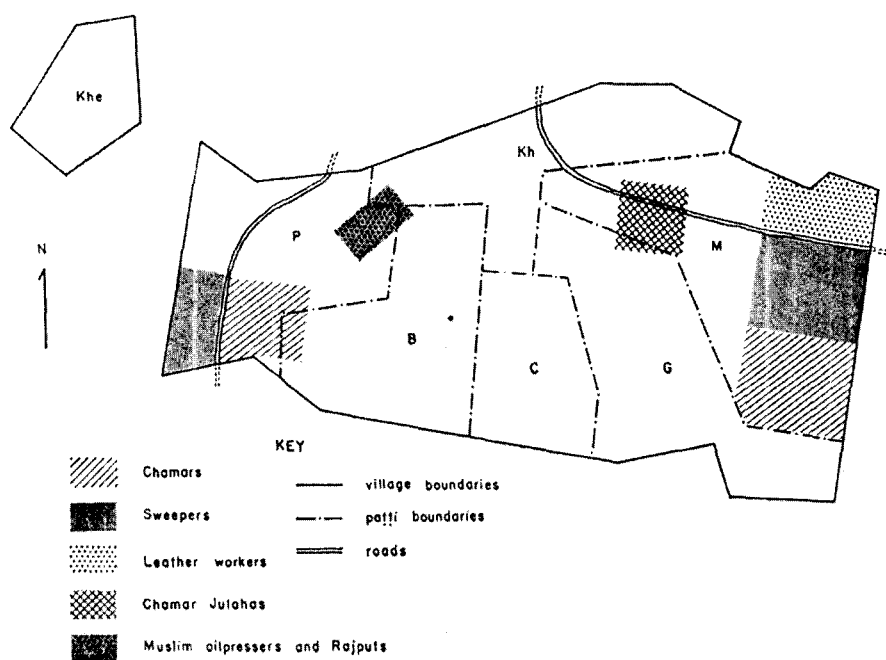 Khe
Kh
N
P
M
B
C
G
KEY
Chamars
village boundaries
Sweepers
patti boundaries
Leather workers
roads
Chamar Julahas
Muslim oilpressers and Rajputs